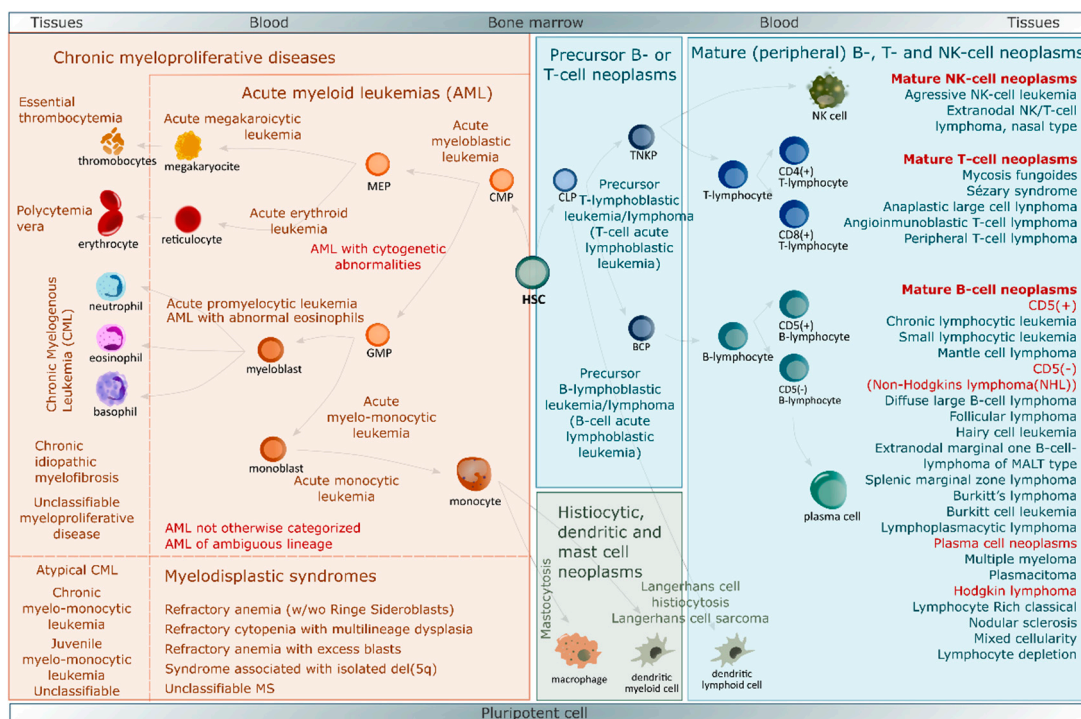 Tissues
Blood
Bone marrow
Blood
Tissues
Chronic myeloproliferative diseases
Essential
thrombocytemia
thrombocytes
Polycytemia
vera
erythrocyte
neutrophil
eosinophil
basophil
Chronic Myelogenous
Leukemia (CML)
Chronic
idiopathic
myelofibrosis
Unclassifiable
myeloproliferative
disease
Acute myeloid leukemias (AML)
Acute megakaroicytic
leukemia
megakaryocite
Acute
myeloblastic
leukemia
MEP
CMP
Acute erythroid
leukemia
reticulocyte
AML with cytogenetic
abnormalities
HSC
Acute promyelocytic leukemia
AML with abnormal eosinophils
myeloblast
GMP
Acute
myelo-monocytic
leukemia
monoblast
Acute monocytic
leukemia
monocyte
AML not otherwise categorized
AML of ambiguous lineage
Atypical CML
Chronic
myelo-monocytic
leukemia
Juvenile
myelo-monocytic
leukemia
Unclassifiable
Myelodisplastic syndromes
Refractory anemia (w/wo Ringe Sideroblasts)
Refractory cytopenia with multilineage dysplasia
Refractory anemia with excess blasts
Syndrome associated with isolated del(5q)
Unclassifiable MS
Precursor B- or
T-cell neoplasms
TNKP
CLP
Precursor
T-lymphoblastic
leukemia/lymphoma
(T-cell acute
lymphoblastic
leukemia)
BCP
Precursor
B-lymphoblastic
leukemia/lymphoma
(B-cell acute
lymphoblastic
leukemia)
Histiocytic,
dendritic and
mast cell
neoplasms
Mastocytosis
Langerhans cell
histiocytosis
Langerhans cell sarcoma
macrophage
dendritic
myeloid cell
dendritic
lymphoid cell
Mature (peripheral) B-, T- and NK-cell neoplasms
NK cell
T-lymphocyte
CD4(+)
T-lymphocyte
CD8(+)
T-lymphocyte
B-lymphocyte
CD5(+)
B-lymphocyte
CD5(-)
B-lymphocyte
plasma cell
Mature NK-cell neoplasms
Agressive NK-cell leukemia
Extranodal NK/T-cell
lymphoma, nasal type
Mature T-cell neoplasms
Mycosis fungoides
Sézary syndrome
Anaplastic large cell lynphoma
Angioinmunoblastic T-cell lymphoma
Peripheral T-cell lymphoma
Mature B-cell neoplasms
CD5(+)
Chronic lymphocytic leukemia
Small lymphocytic leukemia
Mantle cell lymphoma
CD5(-)
(Non-Hodgkins lymphoma(NHL))
Diffuse large B-cell lymphoma
Follicular lymphoma
Hairy cell leukemia
Extranodal marginal one B-cell-
lymphoma of MALT type
Splenic marginal zone lymphoma
Burkitt's lymphoma
Burkitt cell leukemia
Lymphoplasmacytic lymphoma
Plasma cell neoplasms
Multiple myeloma
Plasmacitoma
Hodgkin lymphoma
Lymphocyte Rich classical
Nodular sclerosis
Mixed cellularity
Lymphocyte depletion
Pluripotent cell